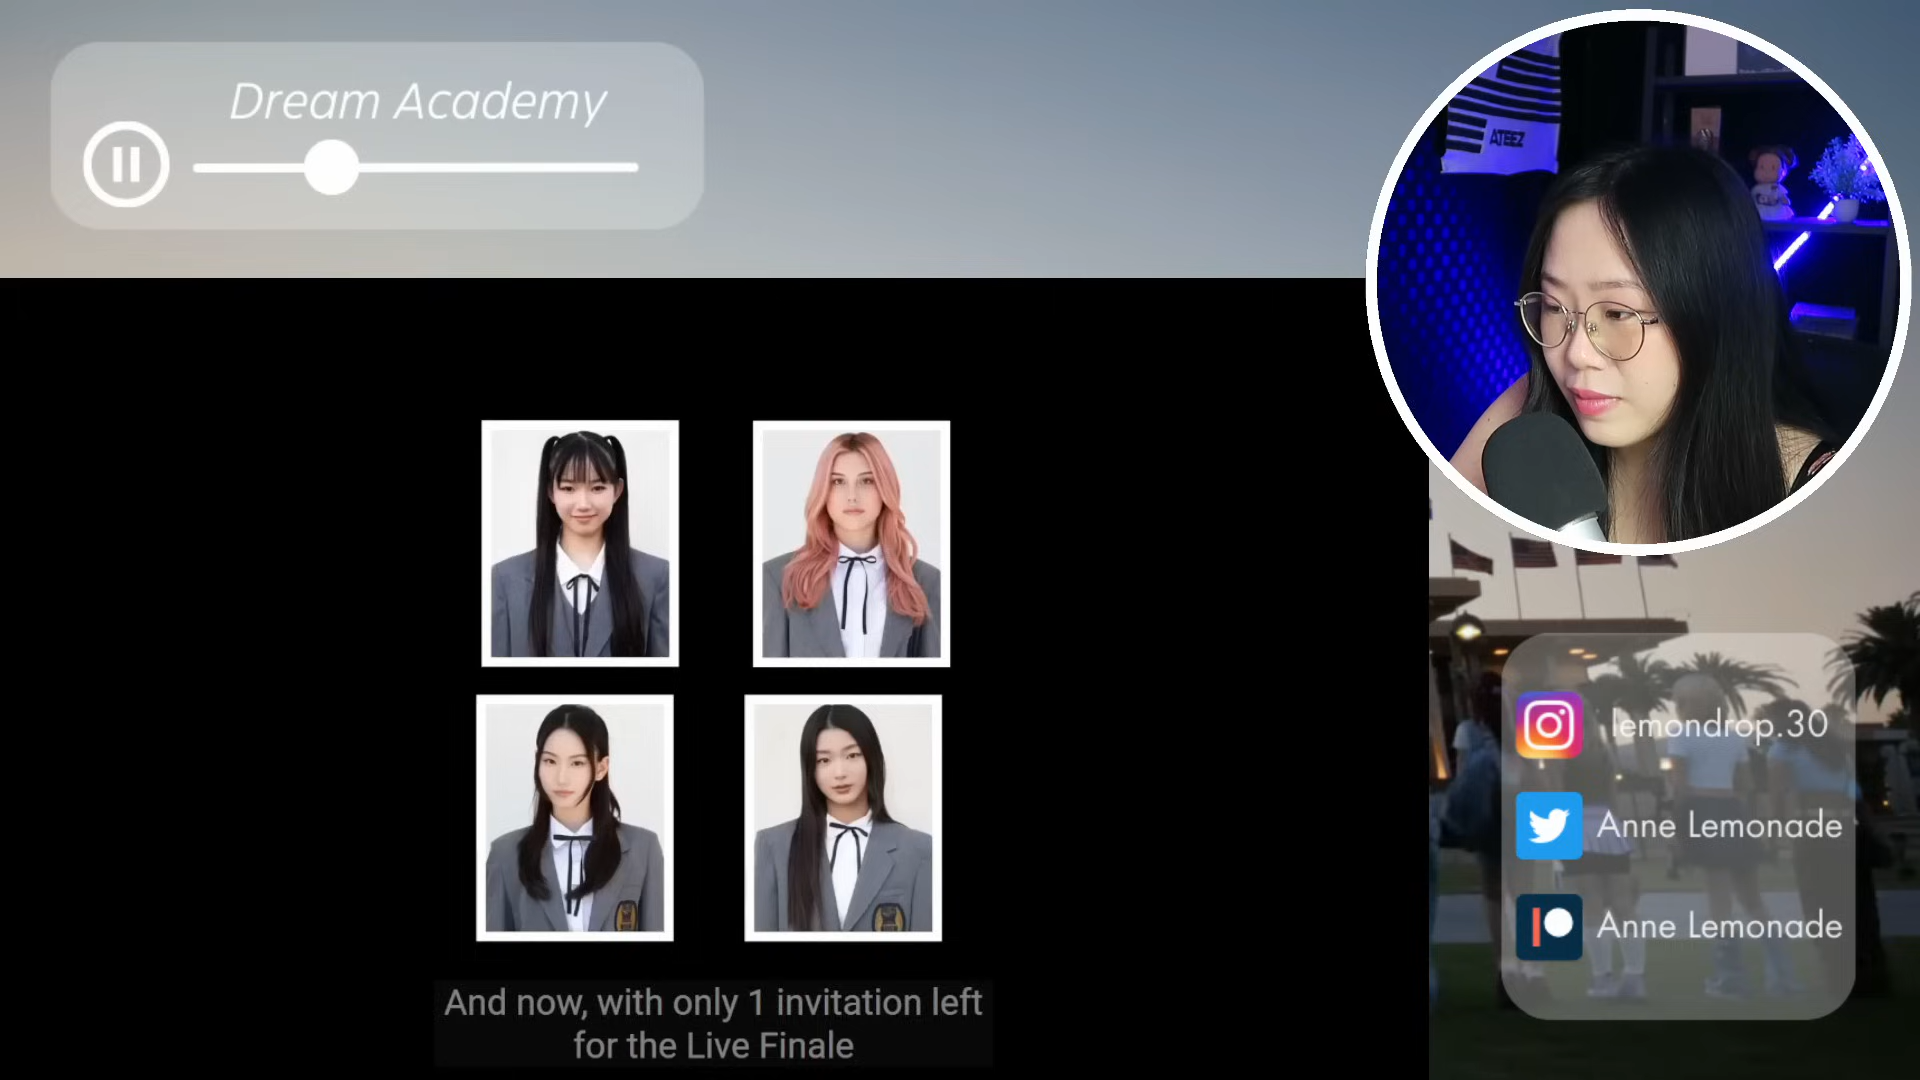 Dream Academy
ATEEZ
lemondrop.30
Anne Lemonade
Anne Lemonade
And now, with only 1 invitation left
for the Live Finale